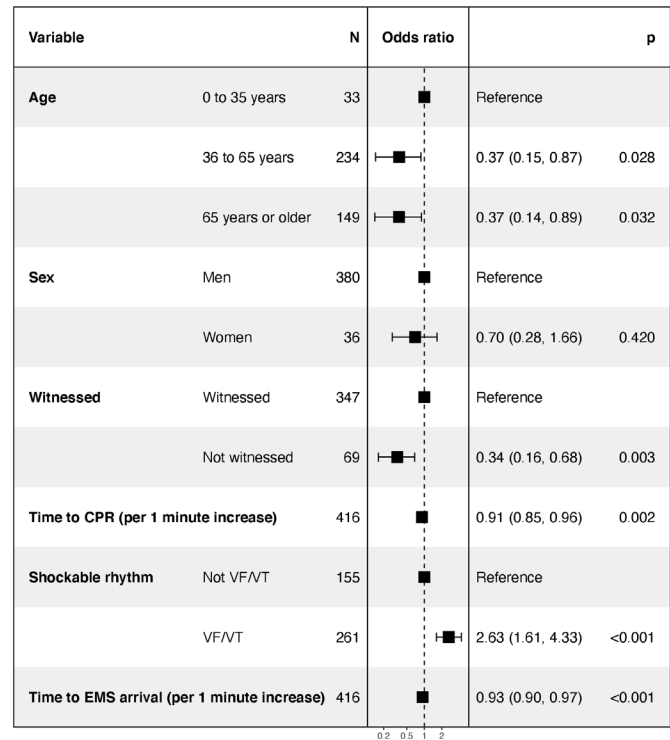 Variable N Odds ratio p
Age 0 to 35 years 33 Reference
36 to 65 years 234 0.37 (0.15, 0.87) 0.028
65 years or older 149 0.37 (0.14, 0.89) 0.032
Sex Men 380 Reference
Women 36 0.70 (0.28, 1.66) 0.420
Witnessed Witnessed 347 Reference
Not witnessed 69 0.34 (0.16, 0.68) 0.003
Time to CPR (per 1 minute increase) 416 0.91 (0.85, 0.96) 0.002
Shockable rhythm Not VF/VT 155 Reference
VF/VT 261 2.63 (1.61, 4.33) <0.001
Time to EMS arrival (per 1 minute increase) 416 0.93 (0.90, 0.97) <0.001
0.2 0.5 1 2